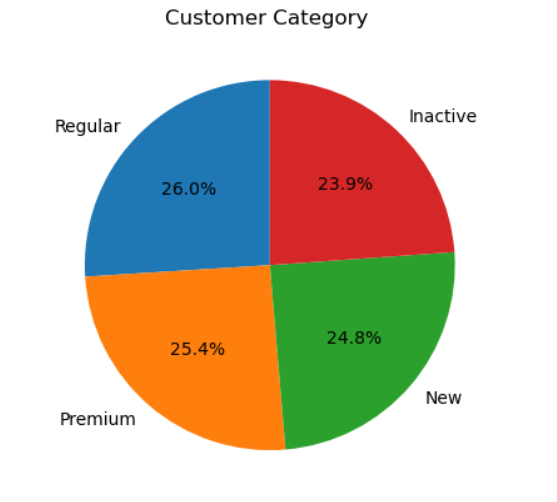 Customer Category
Regular
Inactive
26.0%
23.9%
25.4%
24.8%
Premium
New